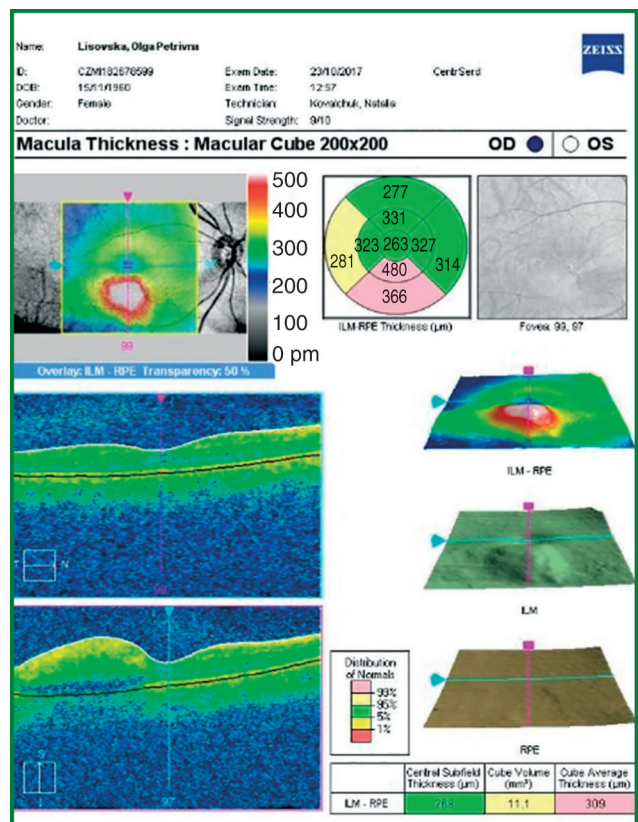 Name: Lisovska, Olga Petrivna
ZEISS
ID: CZMI182678599 Exam Date: 23/10/2017 CentrSerd
DOB: 15/11/1960 Exam Time: 12:57
Gender: Female Technician: Kovalchuk, Natalia
Doctor: Signal Strength: 9/10
Macula Thickness : Macular Cube 200x200 OD OS
500
400
300
200
100
0 pm
99
Overlay: ILM - RPE Transparency: 50 %
277
331
281 323 263 327 314
480
366
ILM-RPE Thickness (µm)
Fovea: 99, 97
ILM - RPE
T N
99
ILM
S
I
97
Distribution
of Normals
99%
95%
5%
1%
RPE
Central Subfield Thickness (µm) Cube Volume (mm³) Cube Average Thickness (µm)
ILM - RPE 11,1 309